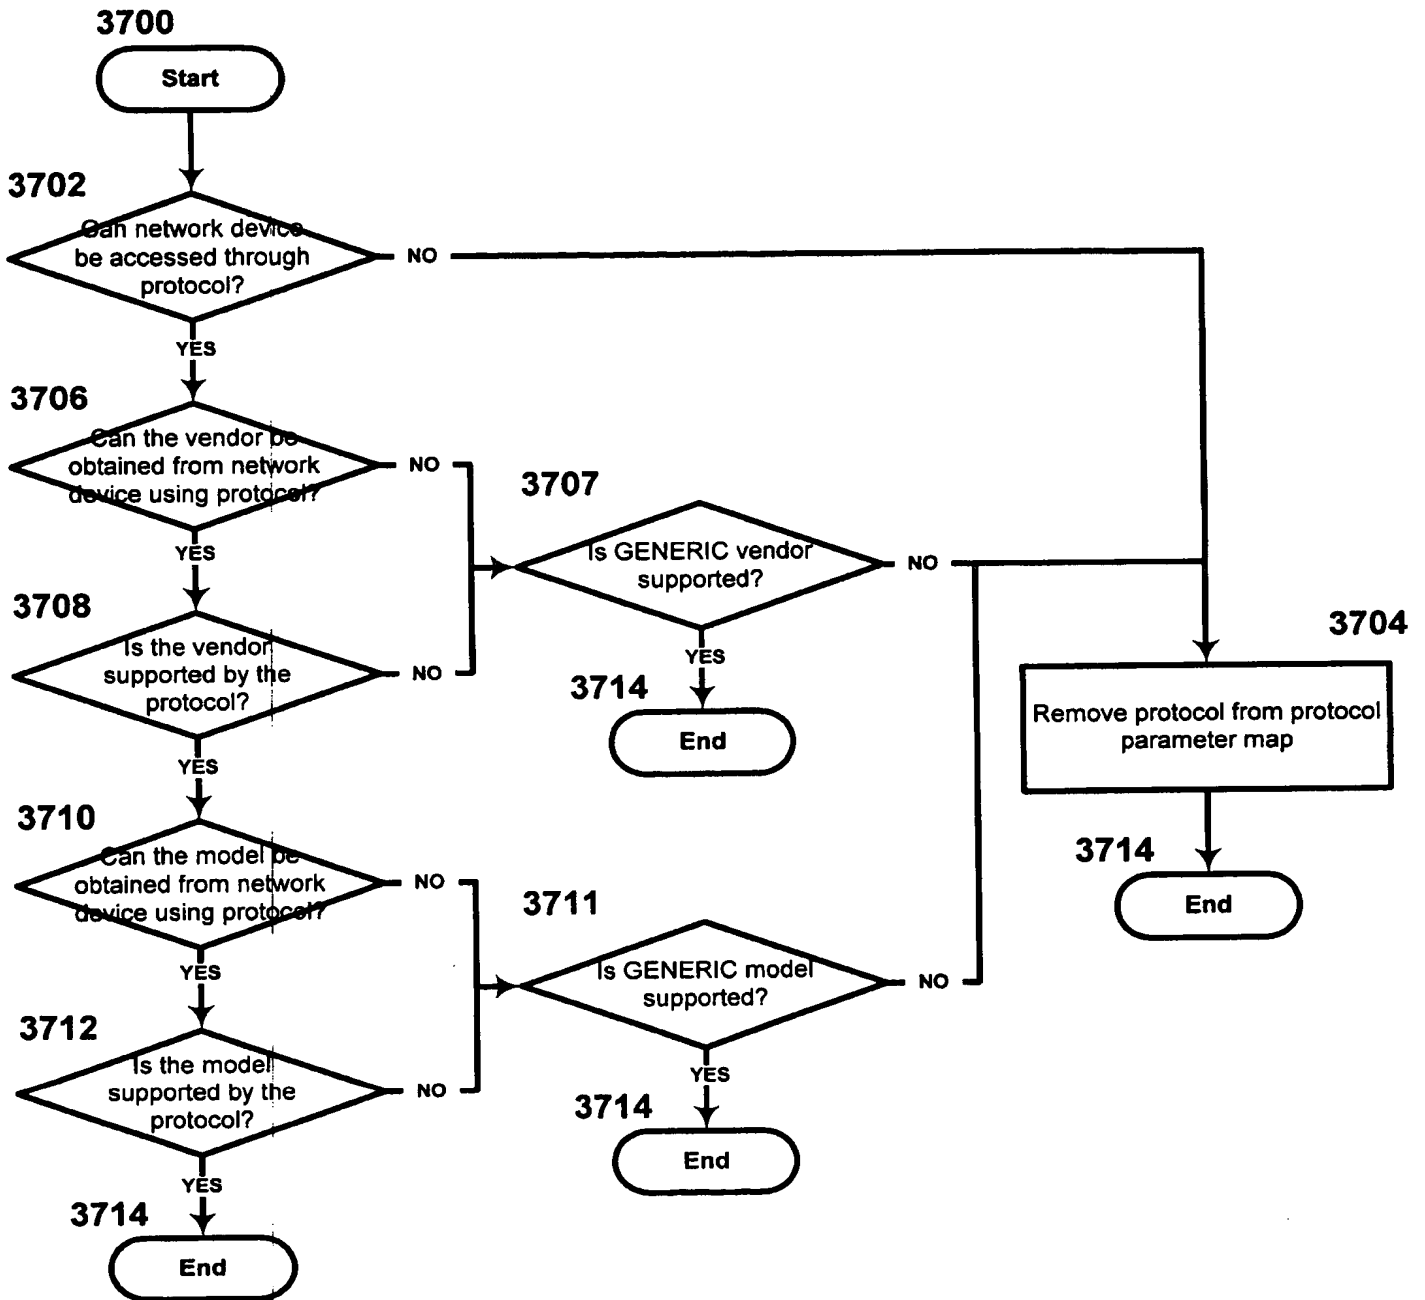 3700
Start
3702
Can network device
be accessed through
protocol?
NO
YES
3706
Can the vendor be
obtained from network
device using protocol?
NO
YES
3707
Is GENERIC vendor
supported?
NO
YES
3714
End
3708
Is the vendor
supported by the
protocol?
NO
YES
3704
Remove protocol from protocol
parameter map
3714
End
3710
Can the model be
obtained from network
device using protocol?
NO
YES
3711
Is GENERIC model
supported?
NO
YES
3714
End
3712
Is the model
supported by the
protocol?
NO
YES
3714
End